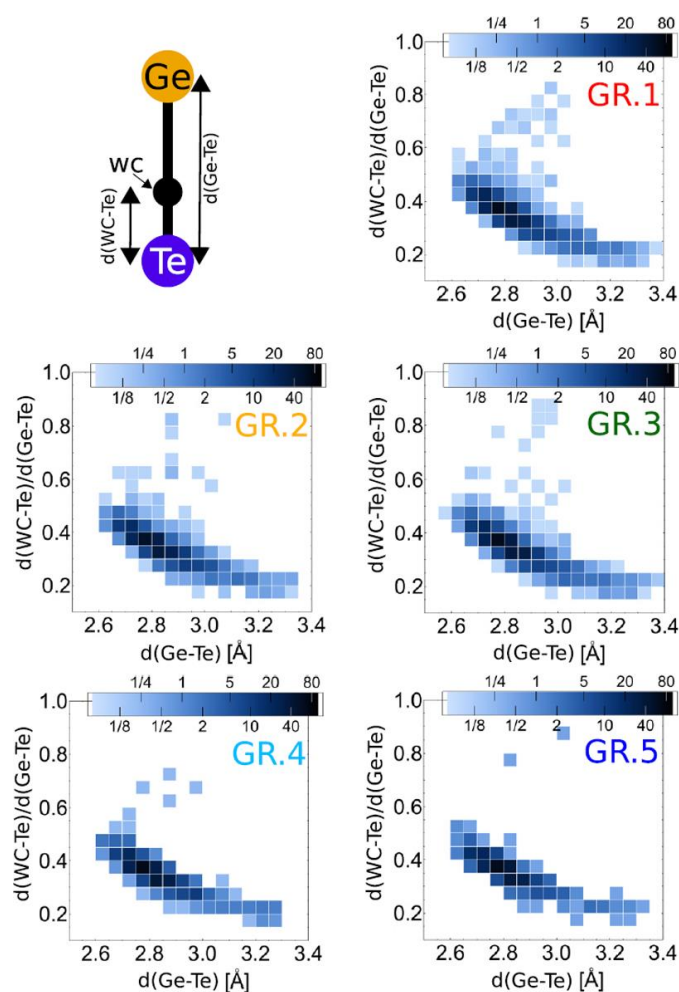 Ge
WC
d(WC-Te)
d(Ge-Te)
Te
1/4 1 5 20 80
1/8 1/2 2 10 40
GR.1
d(WC-Te)/d(Ge-Te)
1.0
0.8
0.6
0.4
0.2
2.6 2.8 3.0 3.2 3.4
d(Ge-Te) [Å]
1/4 1 5 20 80
1/8 1/2 2 10 40
GR.2
d(WC-Te)/d(Ge-Te)
1.0
0.8
0.6
0.4
0.2
2.6 2.8 3.0 3.2 3.4
d(Ge-Te) [Å]
1/4 1 5 20 80
1/8 1/2 2 10 40
GR.3
d(WC-Te)/d(Ge-Te)
1.0
0.8
0.6
0.4
0.2
2.6 2.8 3.0 3.2 3.4
d(Ge-Te) [Å]
1/4 1 5 20 80
1/8 1/2 2 10 40
GR.4
d(WC-Te)/d(Ge-Te)
1.0
0.8
0.6
0.4
0.2
2.6 2.8 3.0 3.2 3.4
d(Ge-Te) [Å]
1/4 1 5 20 80
1/8 1/2 2 10 40
GR.5
d(WC-Te)/d(Ge-Te)
1.0
0.8
0.6
0.4
0.2
2.6 2.8 3.0 3.2 3.4
d(Ge-Te) [Å]